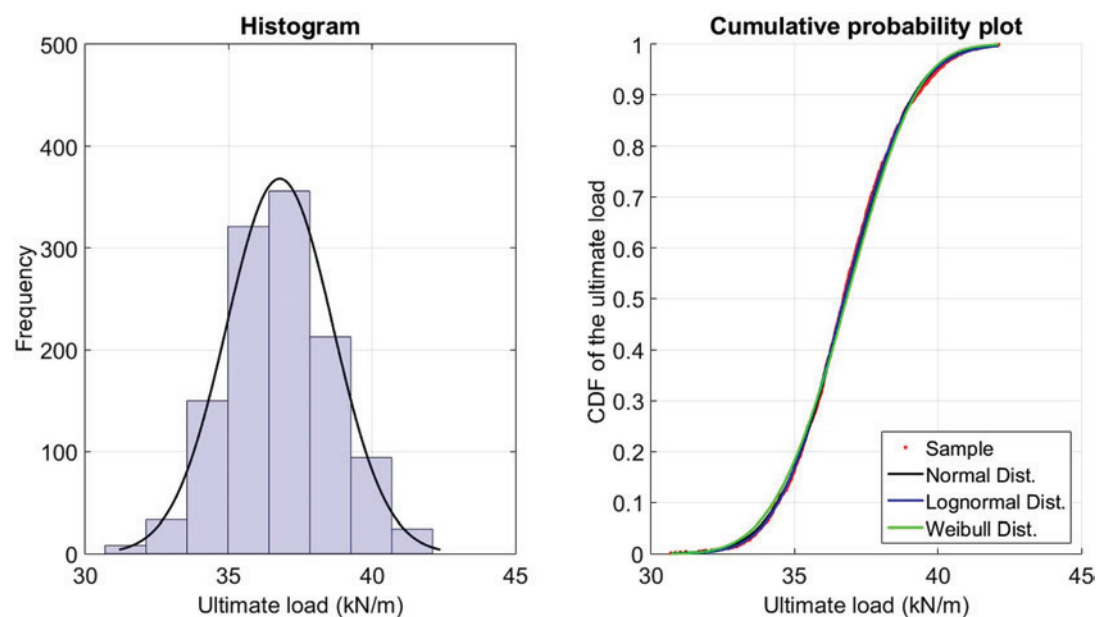 Histogram
500
400
300
200
100
0
Frequency
30
35
40
45
Ultimate load (kN/m)
Cumulative probability plot
1
0.9
0.8
0.7
0.6
0.5
0.4
0.3
0.2
0.1
0
CDF of the ultimate load
30
35
40
45
Ultimate load (kN/m)
Sample
Normal Dist.
Lognormal Dist.
Weibull Dist.